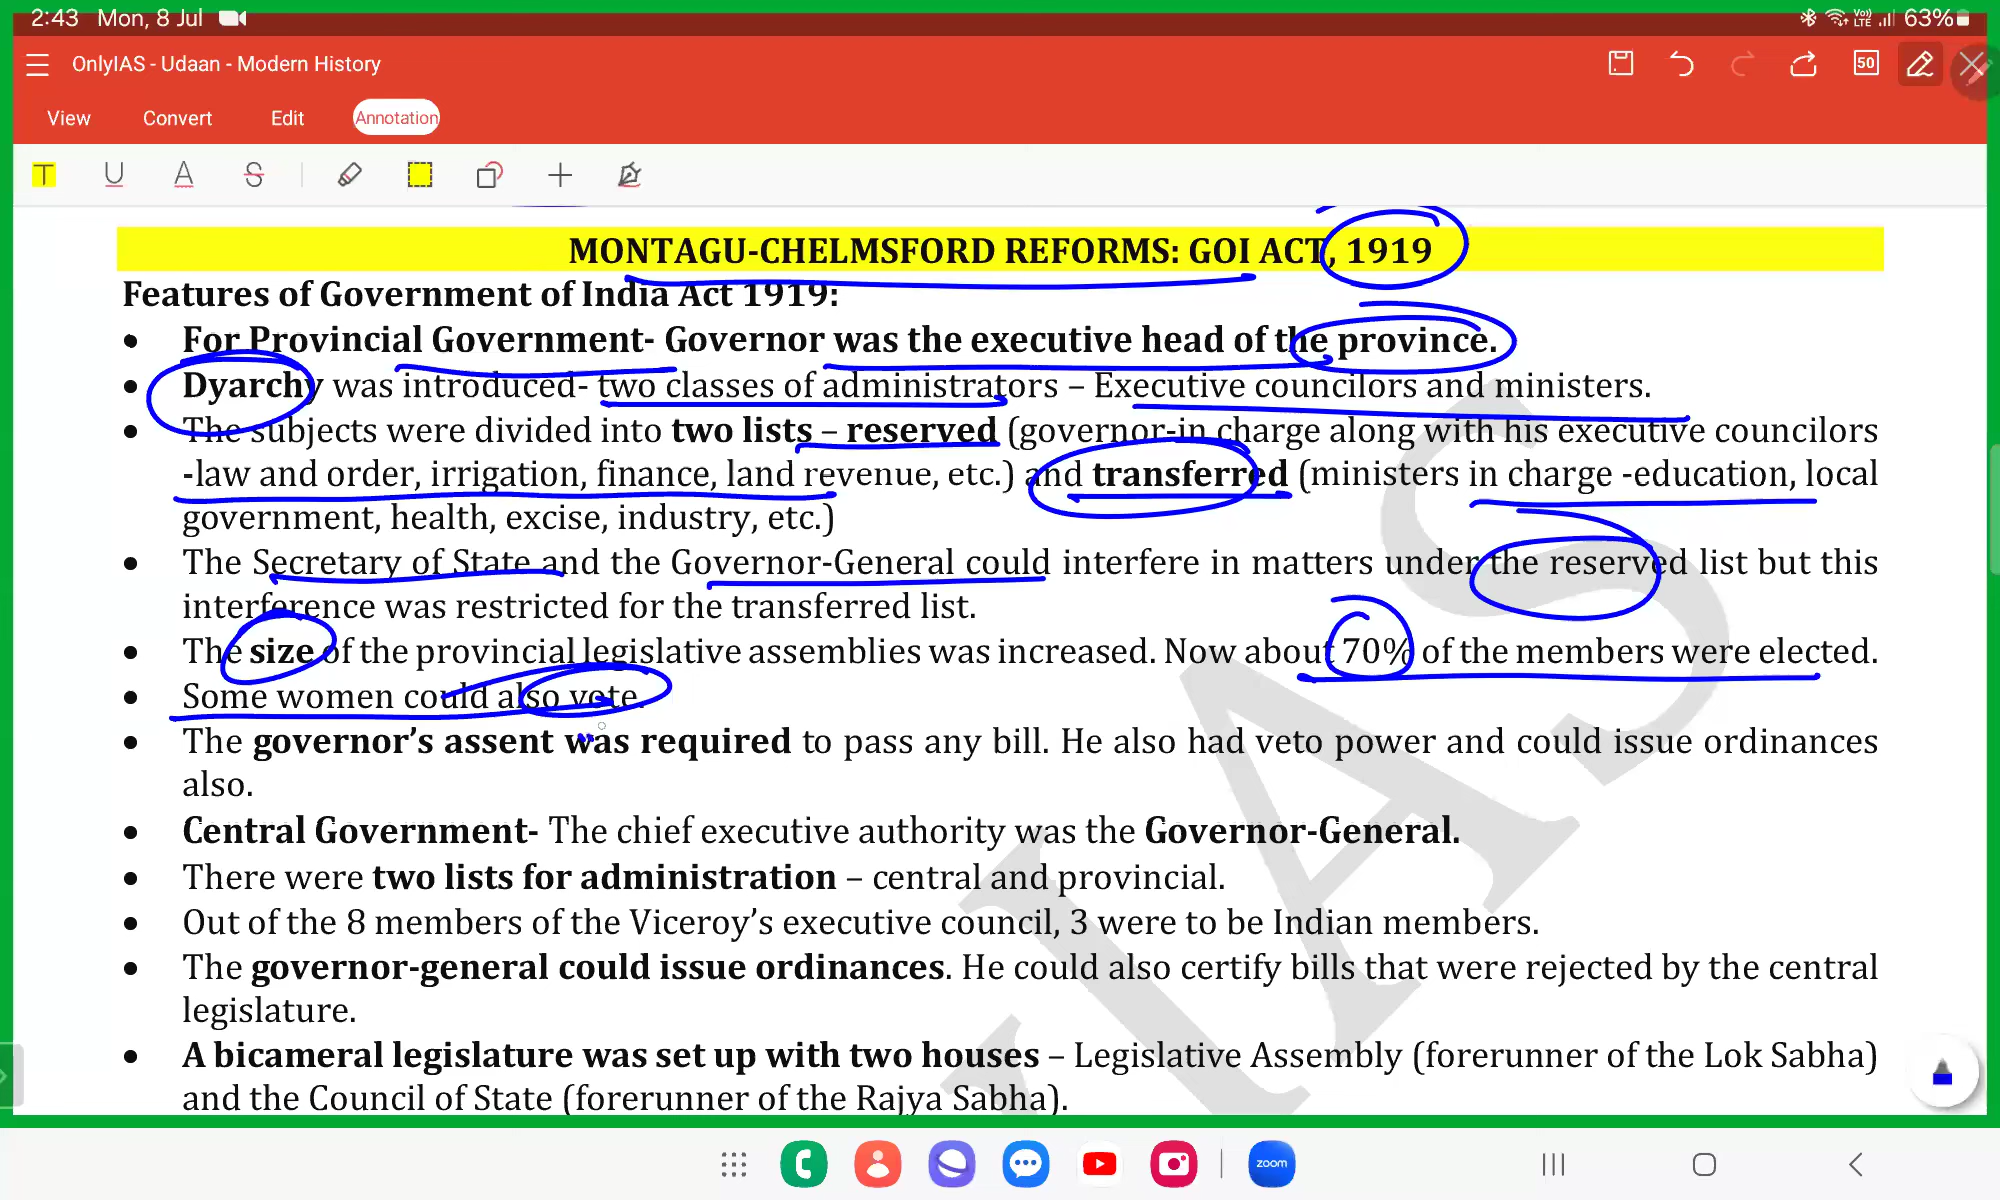 2:43 Mon, 8 Jul 63%
OnlyIAS - Udaan - Modern History
50
View Convert Edit Annotation
MONTAGU-CHELMSFORD REFORMS: GOI ACT, 1919
Features of Government of India Act 1919:
• For Provincial Government- Governor was the executive head of the province.
• Dyarchy was introduced- two classes of administrators – Executive councilors and ministers.
• The subjects were divided into two lists – reserved (governor-in charge along with his executive councilors
-law and order, irrigation, finance, land revenue, etc.) and transferred (ministers in charge -education, local
government, health, excise, industry, etc.)
• The Secretary of State and the Governor-General could interfere in matters under the reserved list but this
interference was restricted for the transferred list.
• The size of the provincial legislative assemblies was increased. Now about 70% of the members were elected.
• Some women could also vote.
• The governor's assent was required to pass any bill. He also had veto power and could issue ordinances
also.
• Central Government- The chief executive authority was the Governor-General.
• There were two lists for administration – central and provincial.
• Out of the 8 members of the Viceroy's executive council, 3 were to be Indian members.
• The governor-general could issue ordinances. He could also certify bills that were rejected by the central
legislature.
• A bicameral legislature was set up with two houses – Legislative Assembly (forerunner of the Lok Sabha)
and the Council of State (forerunner of the Rajya Sabha).
IAS
zoom